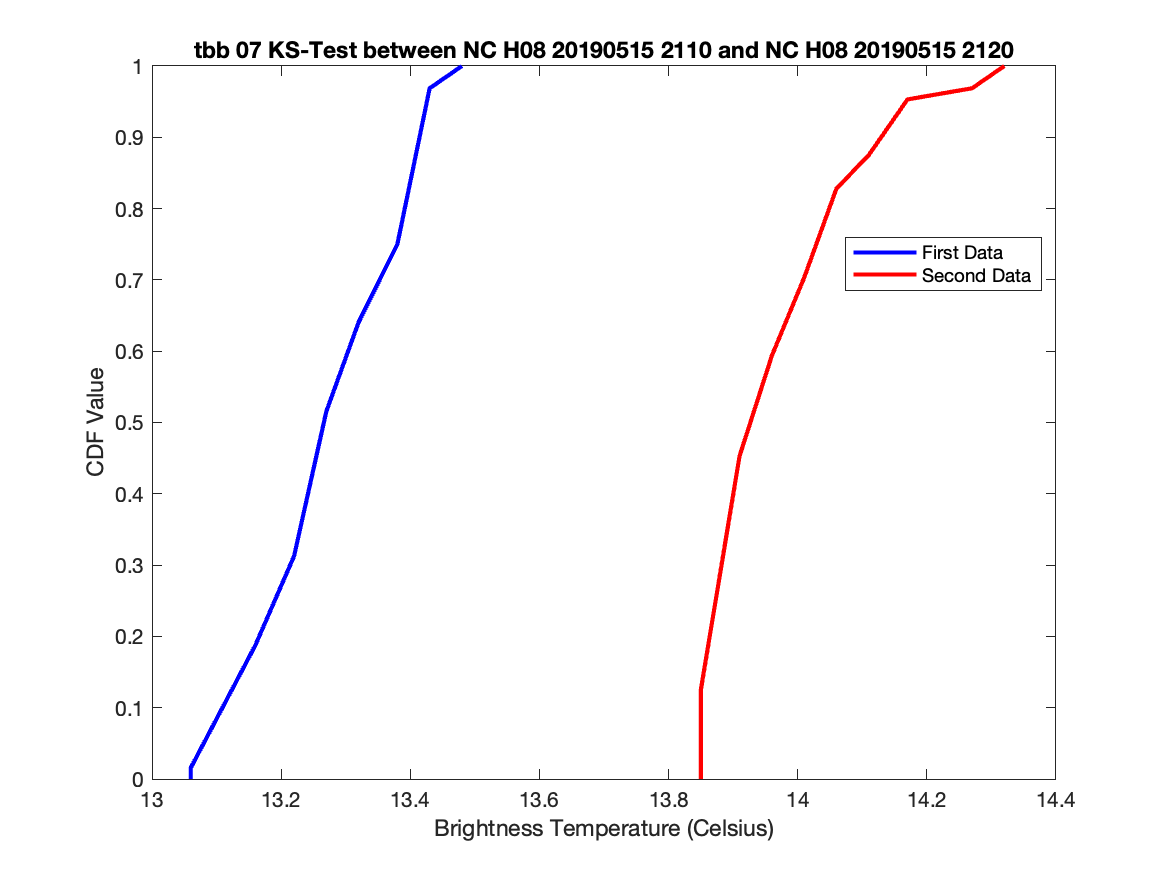 tbb 07 KS-Test between NC H08 20190515 2110 and NC H08 20190515 2120
1
0.9
0.8
0.7
0.6
0.5
0.4
0.3
0.2
0.1
0
CDF Value
First Data
Second Data
13 13.2 13.4 13.6 13.8 14 14.2 14.4
Brightness Temperature (Celsius)